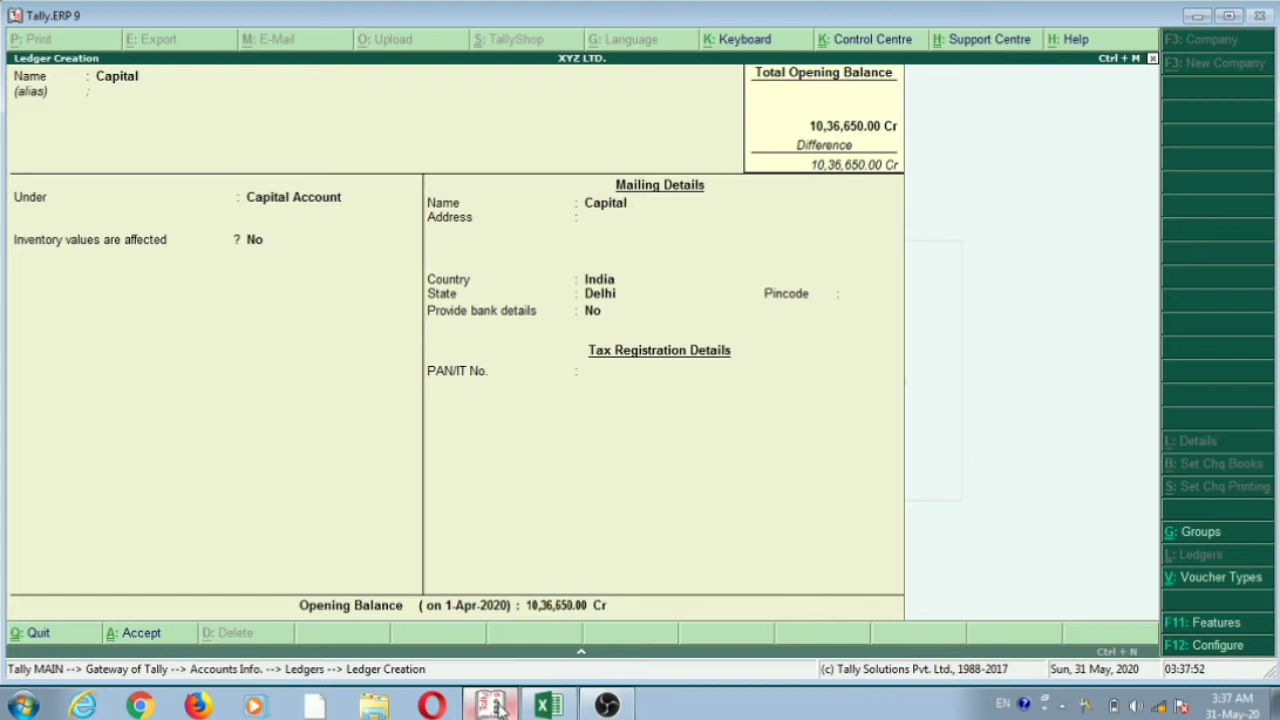 Tally.ERP 9
P: Print E: Export M: E-Mail O: Upload S: TallyShop G: Language K: Keyboard K: Control Centre H: Support Centre H: Help
F3: Company
F3: New Company
Ledger Creation XYZ LTD. Ctrl + M
Name : Capital
(alias) :
Total Opening Balance
10,36,650.00 Cr
Difference
10,36,650.00 Cr
Under : Capital Account
Inventory values are affected ? No
Mailing Details
Name : Capital
Address :
Country : India
State : Delhi Pincode :
Provide bank details : No
Tax Registration Details
PAN/IT No. :
L: Details
B: Set Chq Books
S: Set Chq Printing
G: Groups
L: Ledgers
V: Voucher Types
F11: Features
F12: Configure
Opening Balance ( on 1-Apr-2020) : 10,36,650.00 Cr
Q: Quit A: Accept D: Delete
Ctrl + N
Tally MAIN --> Gateway of Tally --> Accounts Info. --> Ledgers --> Ledger Creation (c) Tally Solutions Pvt. Ltd., 1988-2017 Sun, 31 May, 2020 03:37:52
EN 3:37 AM
31-May-20